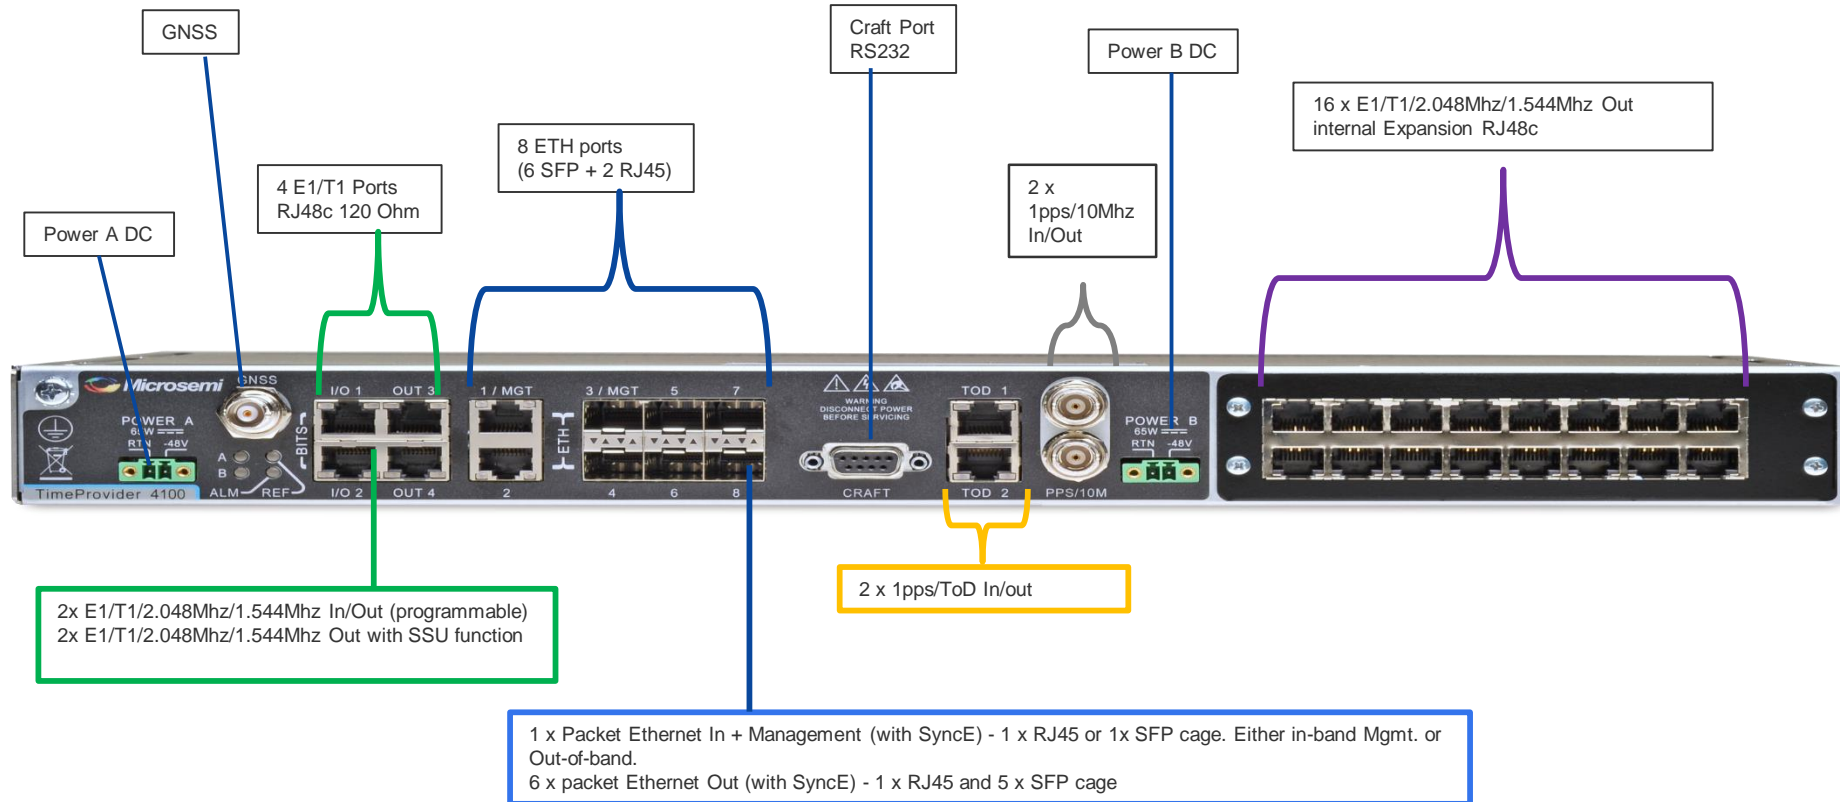 GNSS
Craft Port
RS232
Power B DC
16 x E1/T1/2.048Mhz/1.544Mhz Out
internal Expansion RJ48c
8 ETH ports
(6 SFP + 2 RJ45)
4 E1/T1 Ports
RJ48c 120 Ohm
2 x
1pps/10Mhz
In/Out
Power A DC
Microsemi
GNSS
I/O 1
OUT 3
1 / MGT
3 / MGT
5
7
WARNING
DISCONNECT POWER
BEFORE SERVICING
TOD 1
POWER A
65W
RTN -48V
BITS
ETH
POWER B
65W
RTN -48V
A
B
ALM
REF
TimeProvider 4100
I/O 2
OUT 4
2
4
6
8
CRAFT
TOD 2
PPS/10M
2x E1/T1/2.048Mhz/1.544Mhz In/Out (programmable)
2x E1/T1/2.048Mhz/1.544Mhz Out with SSU function
2 x 1pps/ToD In/out
1 x Packet Ethernet In + Management (with SyncE) - 1 x RJ45 or 1x SFP cage. Either in-band Mgmt. or
Out-of-band.
6 x packet Ethernet Out (with SyncE) - 1 x RJ45 and 5 x SFP cage